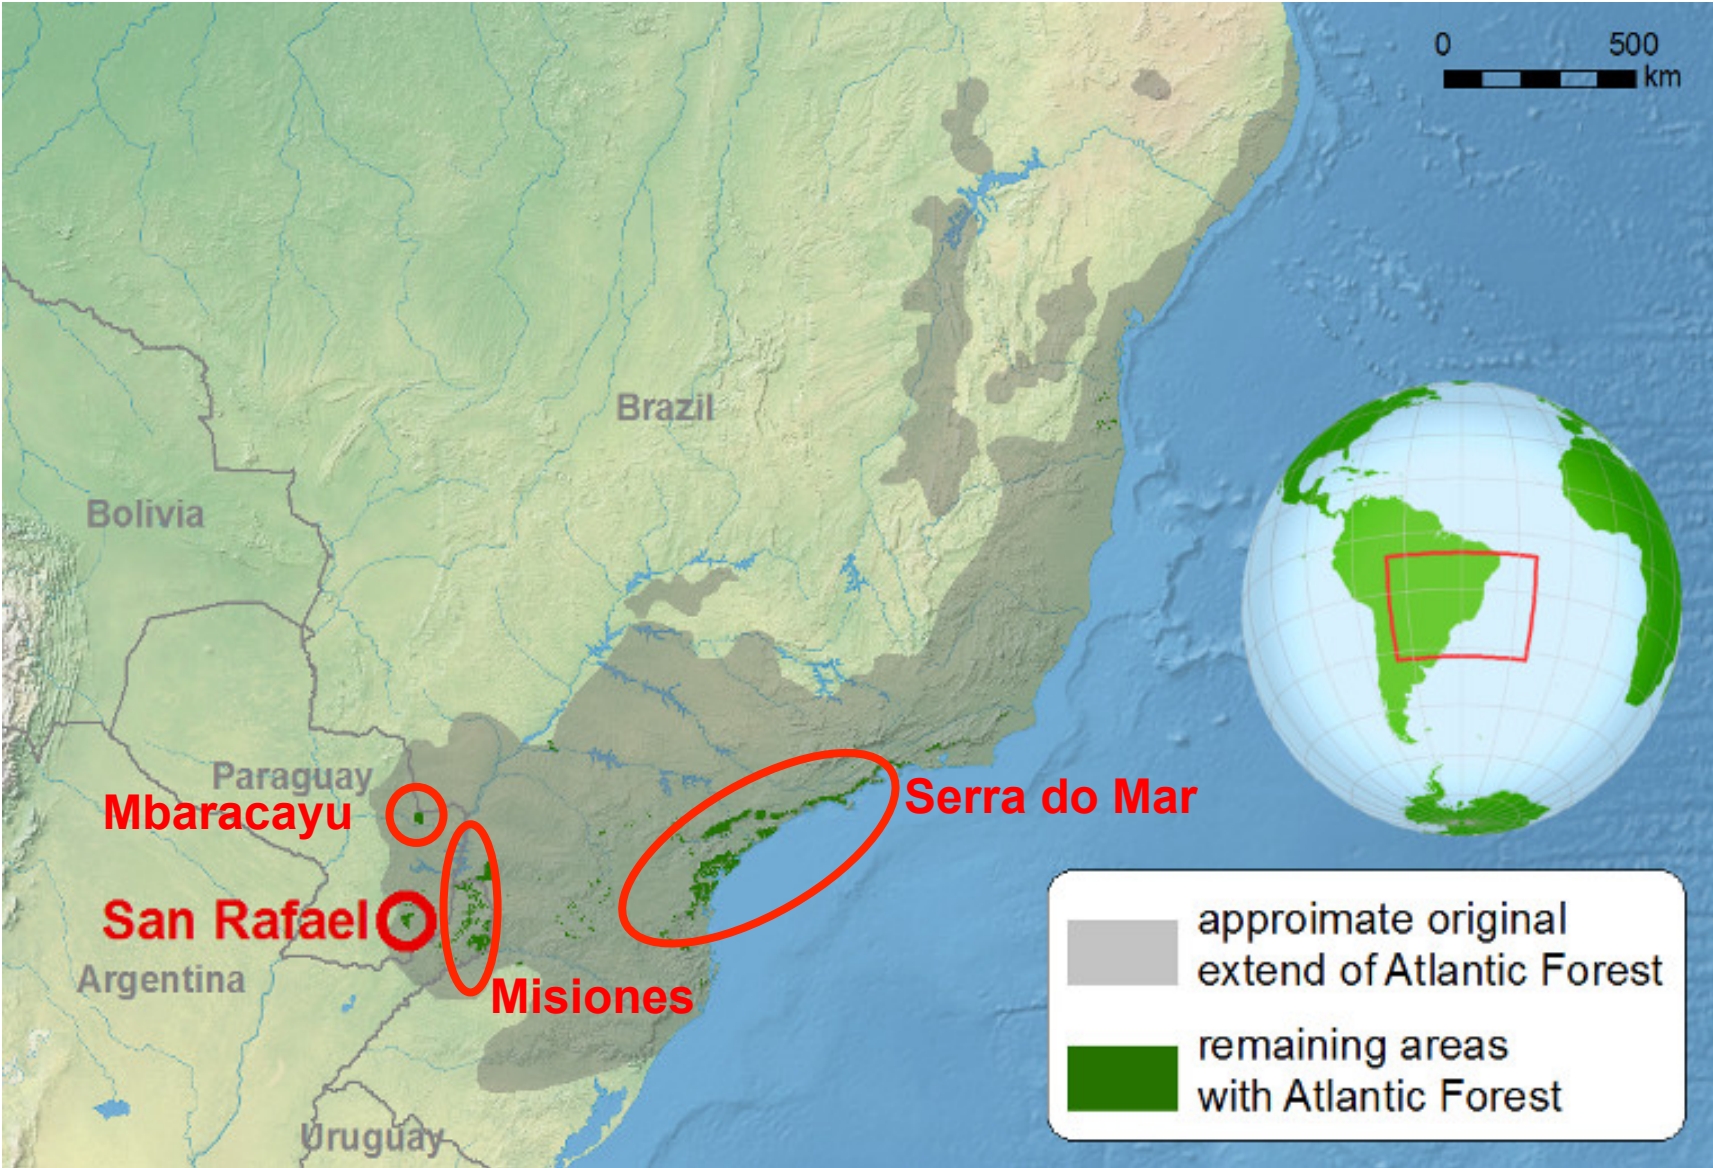 0 500
km
Brazil
Bolivia
Paraguay
Mbaracayu
Serra do Mar
San Rafael
Argentina
Misiones
Uruguay
approimate original
extend of Atlantic Forest
remaining areas
with Atlantic Forest